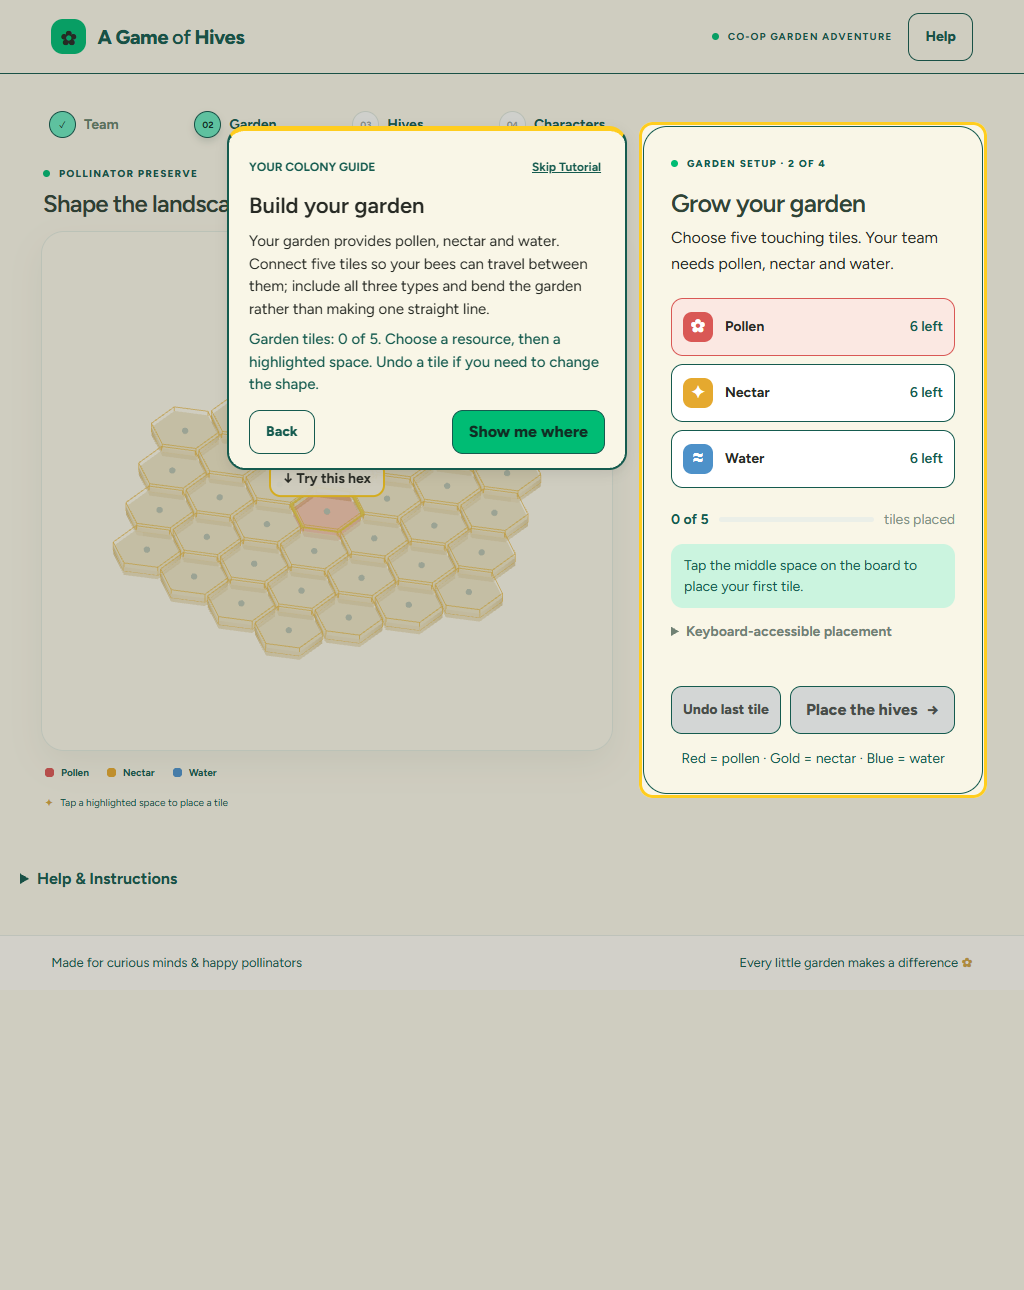 ✿ A Game of Hives
CO-OP GARDEN ADVENTURE
Help
✓ Team
02 Garden
03 Hives
04 Characters
POLLINATOR PRESERVE
Shape the landsca
YOUR COLONY GUIDE
Skip Tutorial
Build your garden
Your garden provides pollen, nectar and water.
Connect five tiles so your bees can travel between
them; include all three types and bend the garden
rather than making one straight line.
Garden tiles: 0 of 5. Choose a resource, then a
highlighted space. Undo a tile if you need to change
the shape.
Back
Show me where
↓ Try this hex
Pollen
Nectar
Water
✦ Tap a highlighted space to place a tile
GARDEN SETUP · 2 OF 4
Grow your garden
Choose five touching tiles. Your team
needs pollen, nectar and water.
✿ Pollen 6 left
✦ Nectar 6 left
≈ Water 6 left
0 of 5 tiles placed
Tap the middle space on the board to
place your first tile.
▶ Keyboard-accessible placement
Undo last tile
Place the hives →
Red = pollen · Gold = nectar · Blue = water
▶ Help & Instructions
Made for curious minds & happy pollinators
Every little garden makes a difference ✿